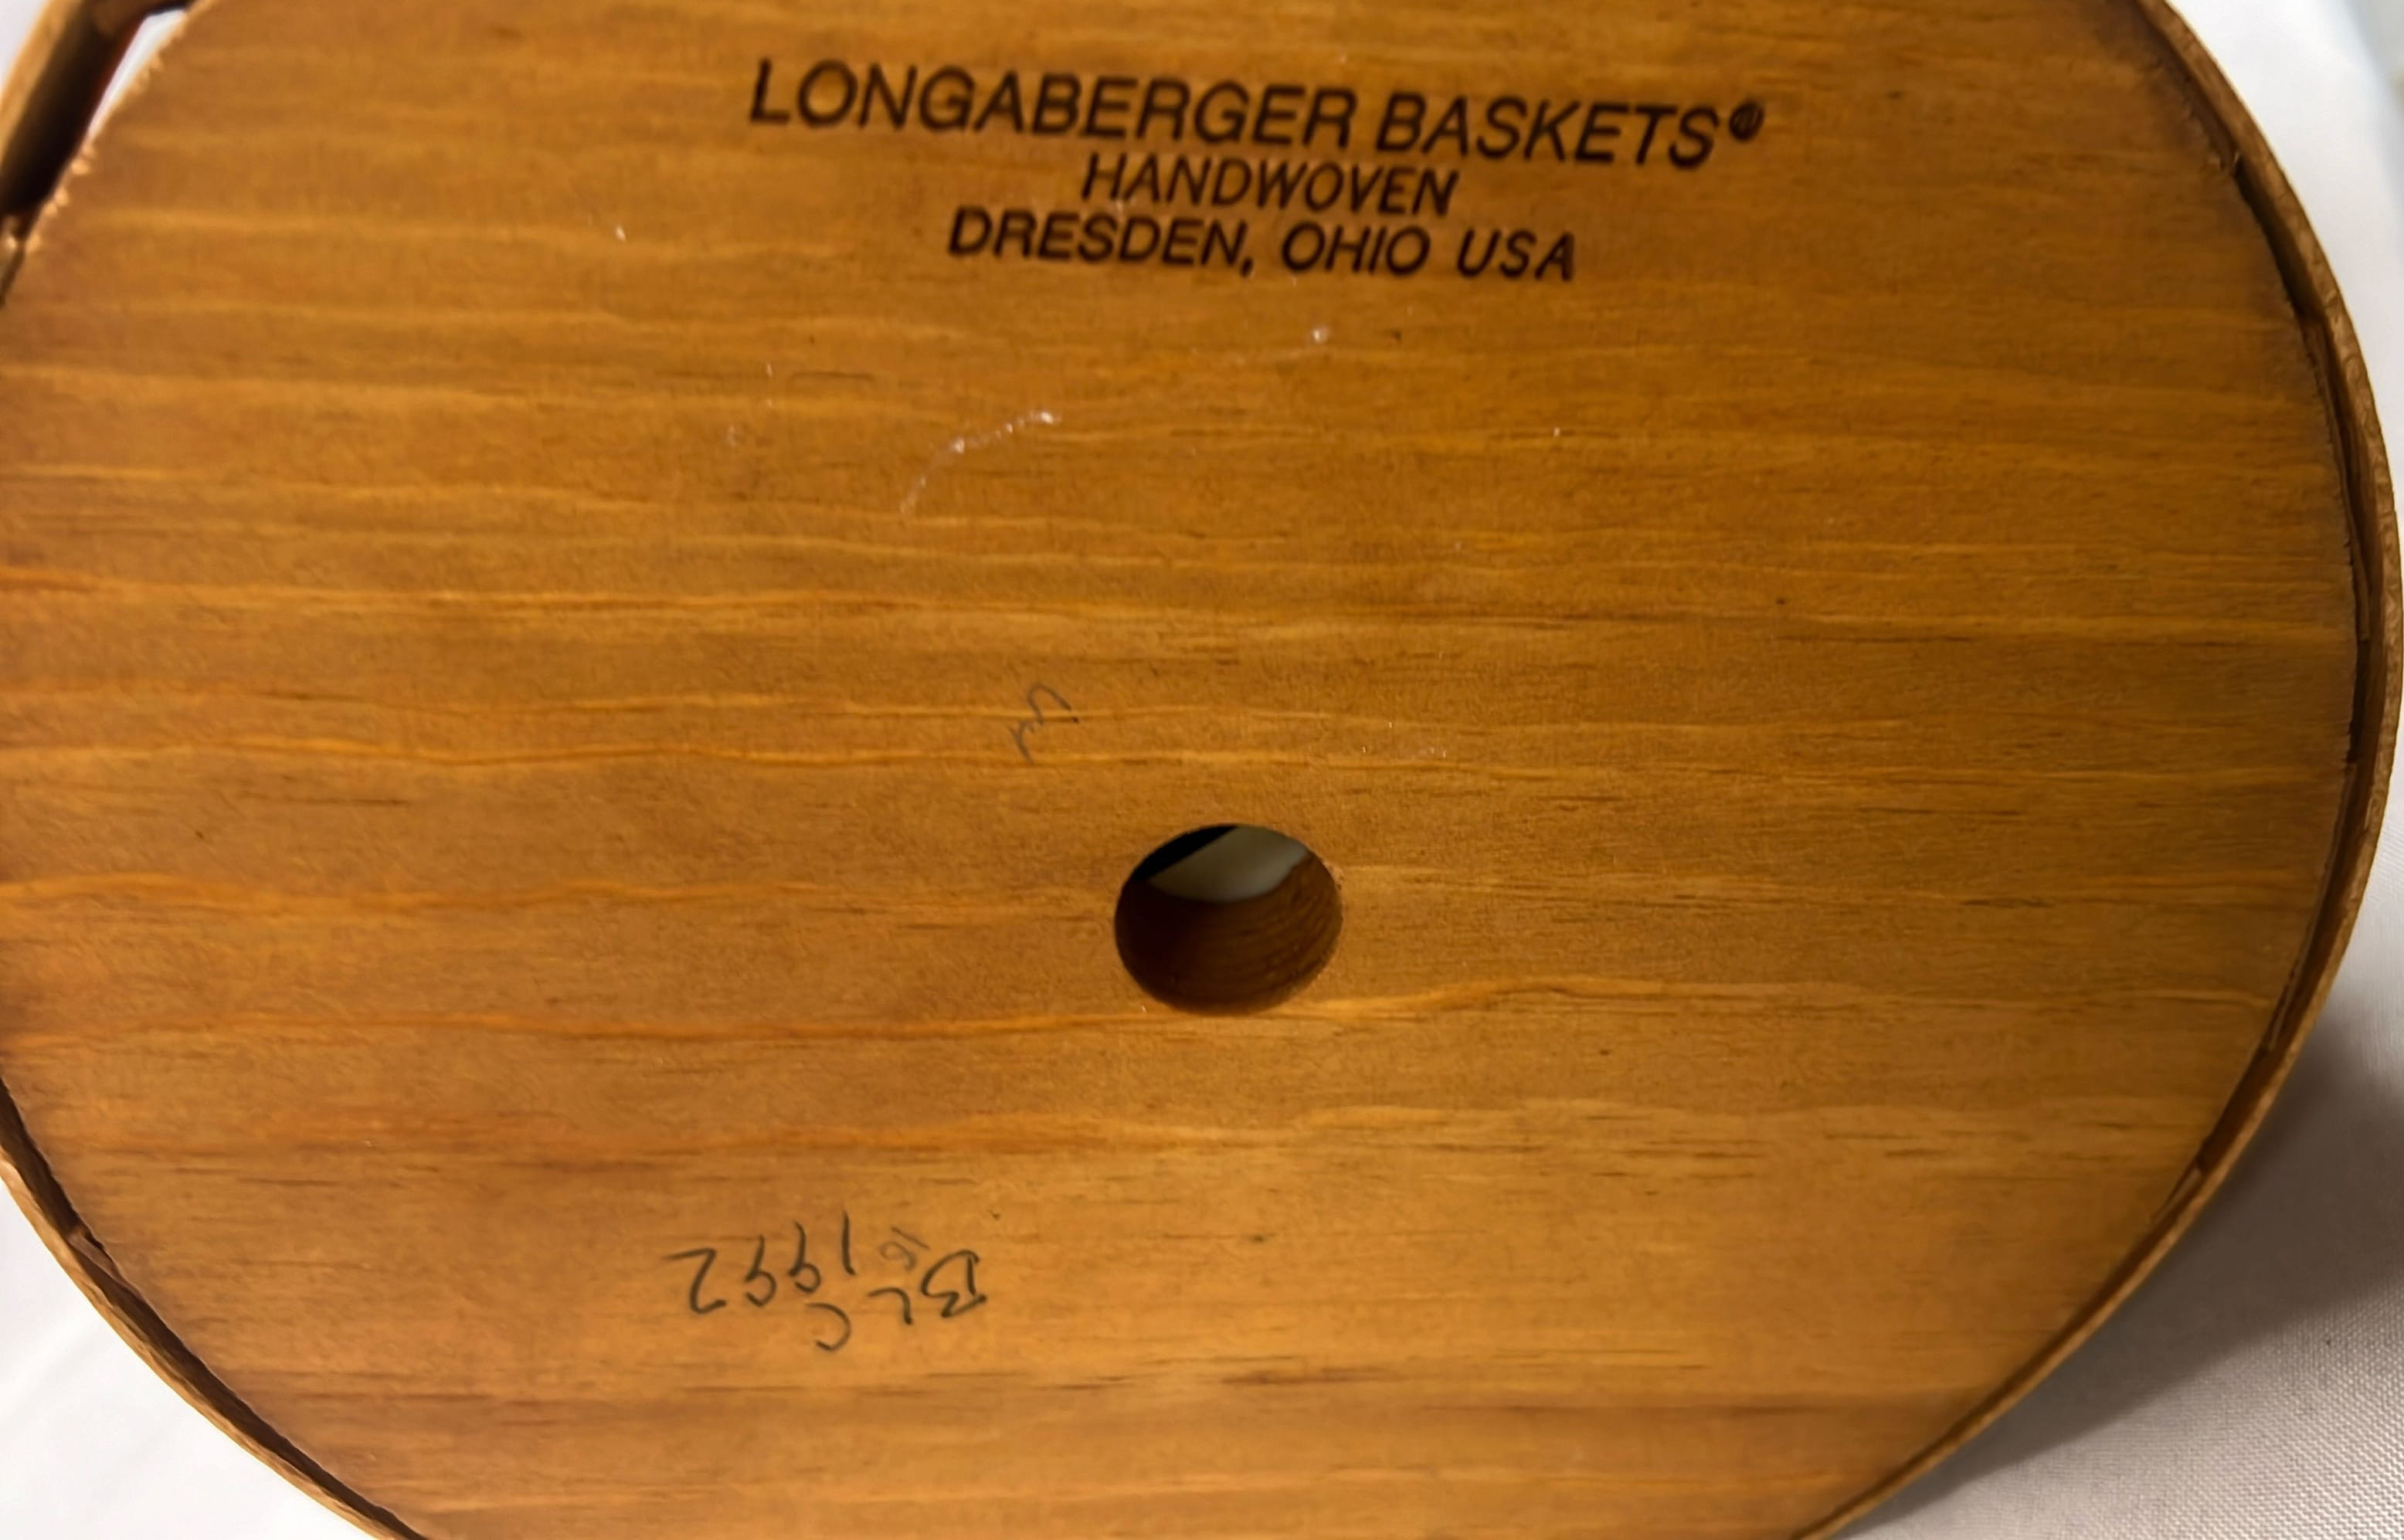 LONGABERGER BASKETS®
HANDWOVEN
DRESDEN, OHIO USA
BLC
1992